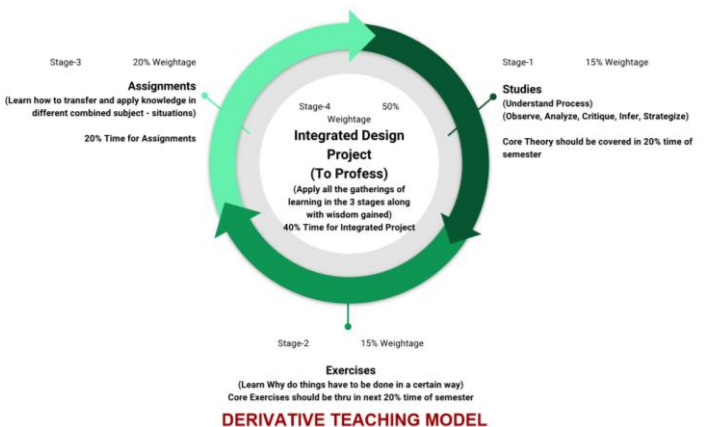 Stage-1 15% Weightage
Studies
(Understand Process)
(Observe, Analyze, Critique, Infer, Strategize)
Core Theory should be covered in 20% time of
semester
Stage-2 15% Weightage
Exercises
(Learn Why do things have to be done in a certain way)
Core Exercises should be thru in next 20% time of semester
Stage-3 20% Weightage
Assignments
(Learn how to transfer and apply knowledge in
different combined subject - situations)
20% Time for Assignments
Stage-4 50%
Weightage
Integrated Design
Project
(To Profess)
(Apply all the gatherings of
learning in the 3 stages along
with wisdom gained)
40% Time for Integrated Project
DERIVATIVE TEACHING MODEL